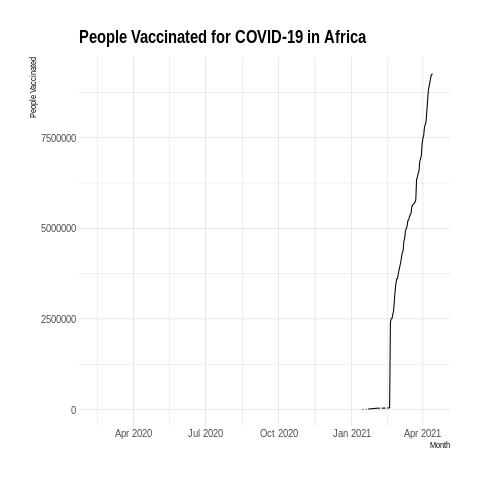 People Vaccinated for COVID-19 in Africa
People Vaccinated
7500000
5000000
2500000
0
Apr 2020
Jul 2020
Oct 2020
Jan 2021
Apr 2021
Month